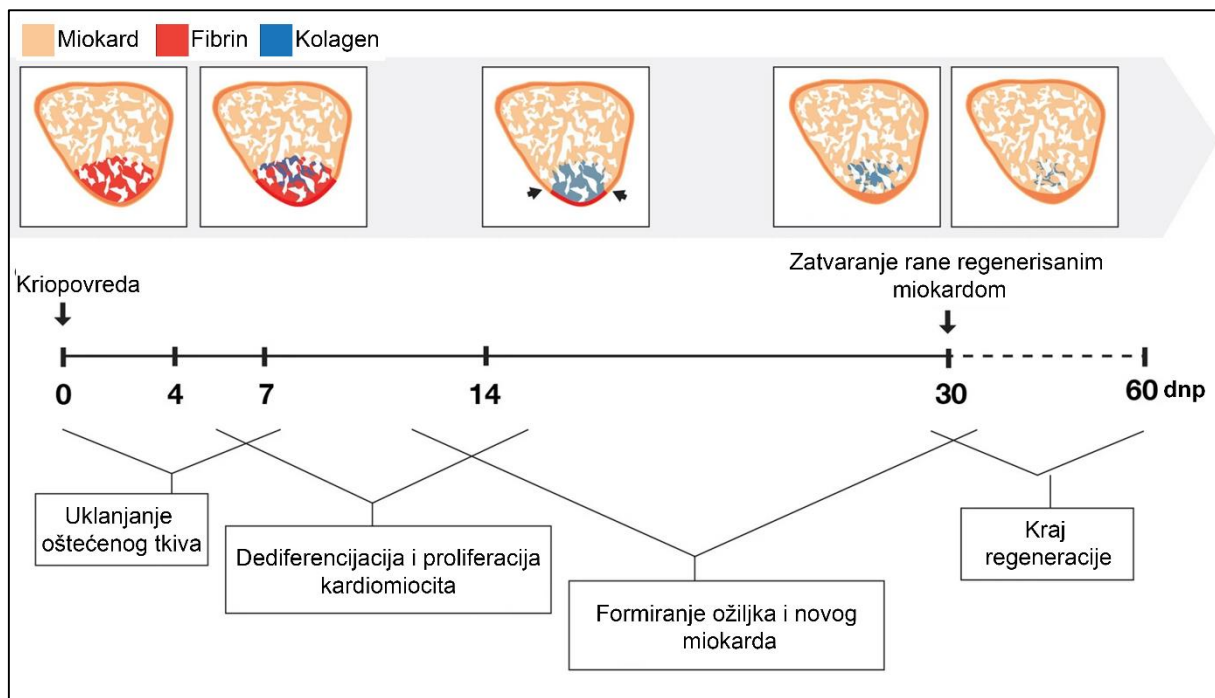 Miokard Fibrin Kolagen
Kriopovreda
Zatvaranje rane regenerisanim
miokardom
0 4 7 14 30 60 dnp
Uklanjanje
oštećenog tkiva
Dediferencijacija i proliferacija
kardiomiocita
Formiranje ožiljka i novog
miokarda
Kraj
regeneracije